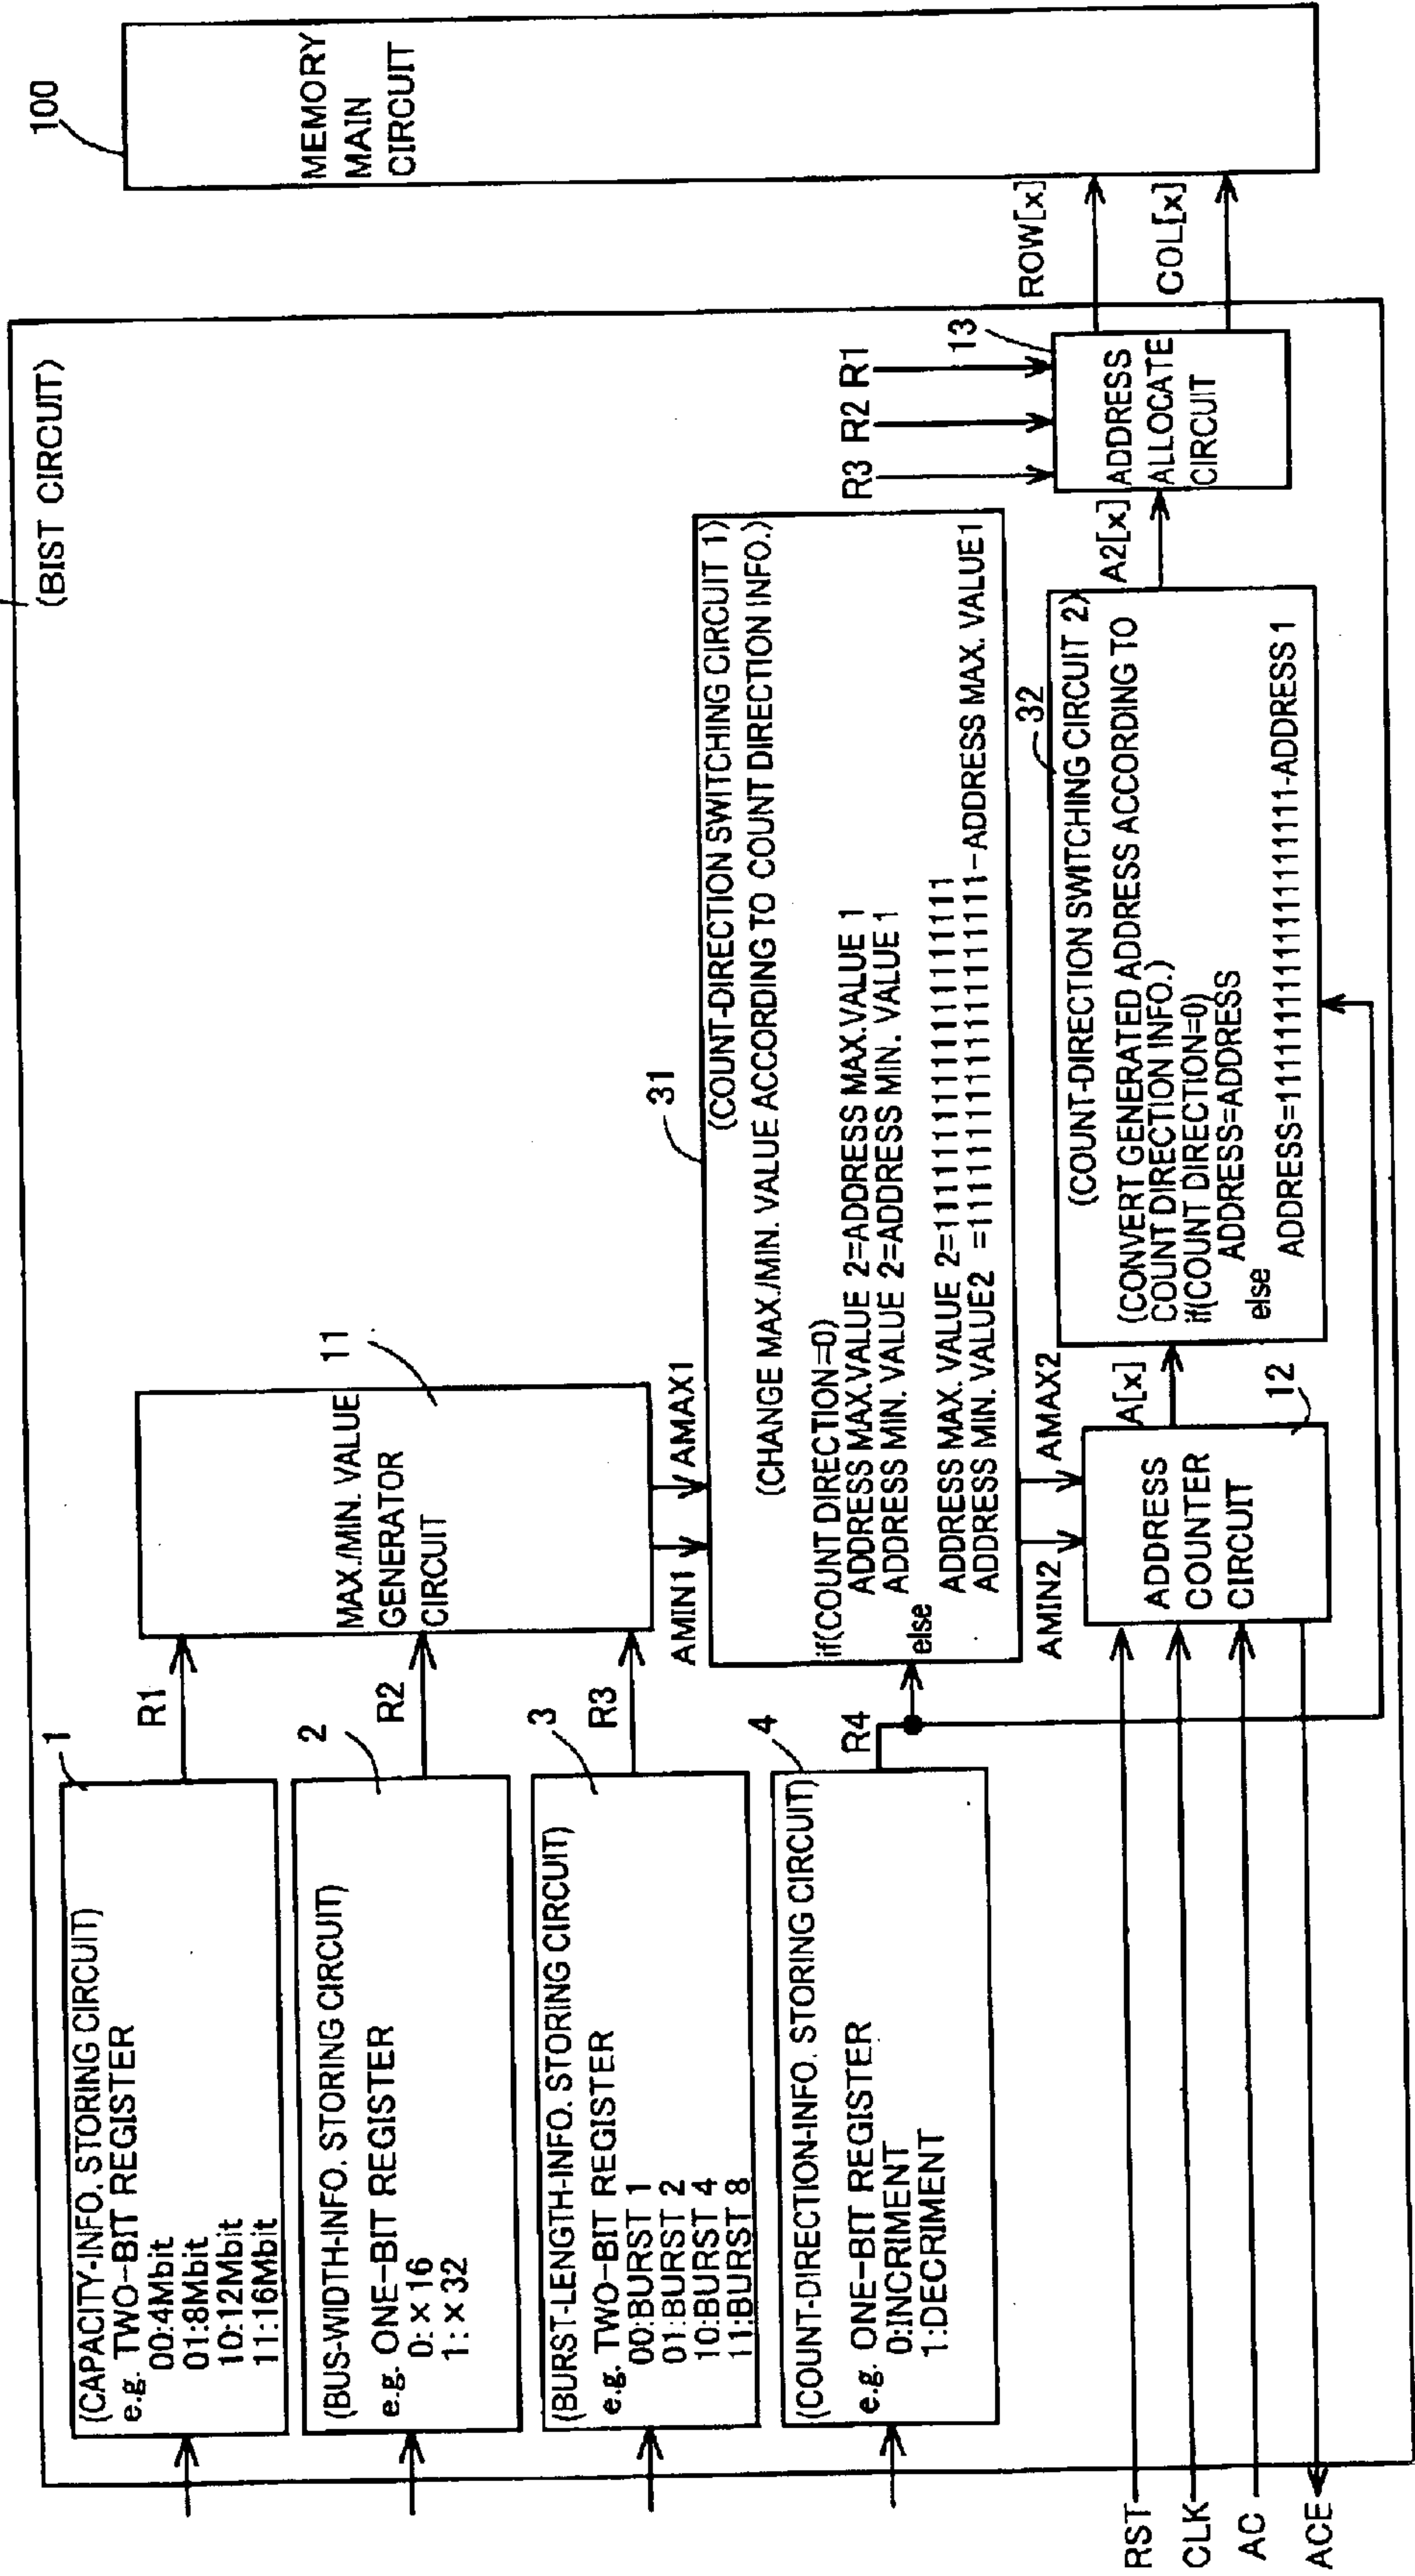 (BIST CIRCUIT)
100
MEMORY
MAIN
CIRCUIT
1
(CAPACITY-INFO. STORING CIRCUIT)
e.g. TWO-BIT REGISTER
00:4Mbit
01:8Mbit
10:12Mbit
11:16Mbit
R1
2
(BUS-WIDTH-INFO. STORING CIRCUIT)
e.g. ONE-BIT REGISTER
0:×16
1:×32
R2
3
(BURST-LENGTH-INFO. STORING CIRCUIT)
e.g. TWO-BIT REGISTER
00:BURST 1
01:BURST 2
10:BURST 4
11:BURST 8
R3
4
(COUNT-DIRECTION-INFO. STORING CIRCUIT)
e.g. ONE-BIT REGISTER
0:INCRIMENT
1:DECRIMENT
R4
11
MAX./MIN. VALUE
GENERATOR
CIRCUIT
AMIN1
AMAX1
31
(COUNT-DIRECTION SWITCHING CIRCUIT 1)
(CHANGE MAX./MIN. VALUE ACCORDING TO COUNT DIRECTION INFO.)
if(COUNT DIRECTION=0)
ADDRESS MAX.VALUE 2=ADDRESS MAX.VALUE 1
ADDRESS MIN. VALUE 2=ADDRESS MIN. VALUE 1
else
ADDRESS MAX. VALUE 2=11111111111111111111
ADDRESS MIN. VALUE2 =11111111111111111111-ADDRESS MAX. VALUE1
AMIN2
AMAX2
ADDRESS
COUNTER
CIRCUIT
12
A[x]
32
(COUNT-DIRECTION SWITCHING CIRCUIT 2)
(CONVERT GENERATED ADDRESS ACCORDING TO
COUNT DIRECTION INFO.)
if(COUNT DIRECTION=0)
ADDRESS=ADDRESS
else
ADDRESS=11111111111111111111-ADDRESS 1
A2[x]
R3
R2
R1
13
ADDRESS
ALLOCATE
CIRCUIT
ROW[x]
COL[x]
RST
CLK
AC
ACE